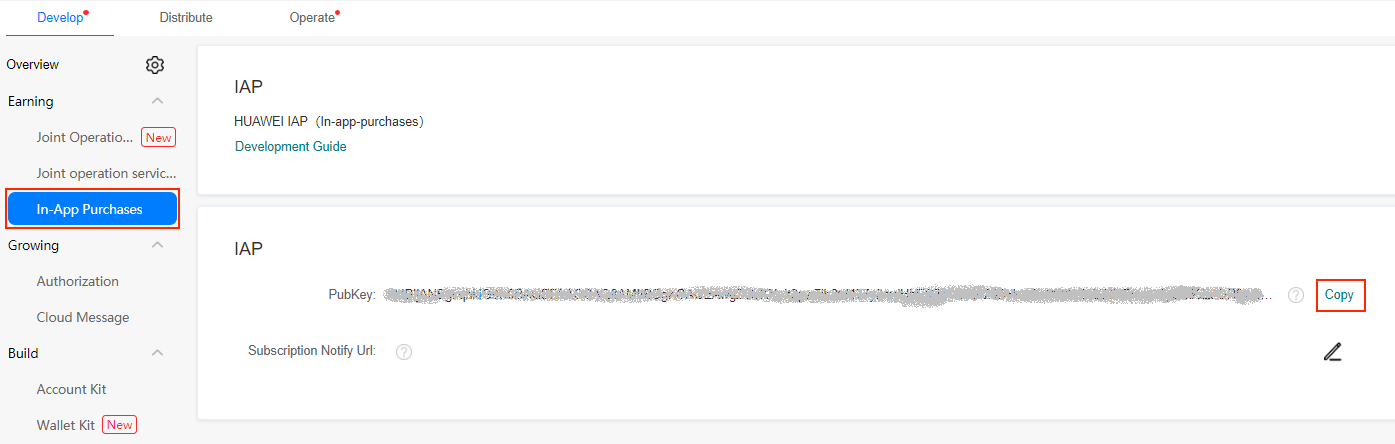 Develop
Distribute
Operate
Overview
Earning
Joint Operatio... New
Joint operation servic...
In-App Purchases
Growing
Authorization
Cloud Message
Build
Account Kit
Wallet Kit New
IAP
HUAWEI IAP（In-app-purchases）
Development Guide
IAP
PubKey:
? Copy
Subscription Notify Url: ?